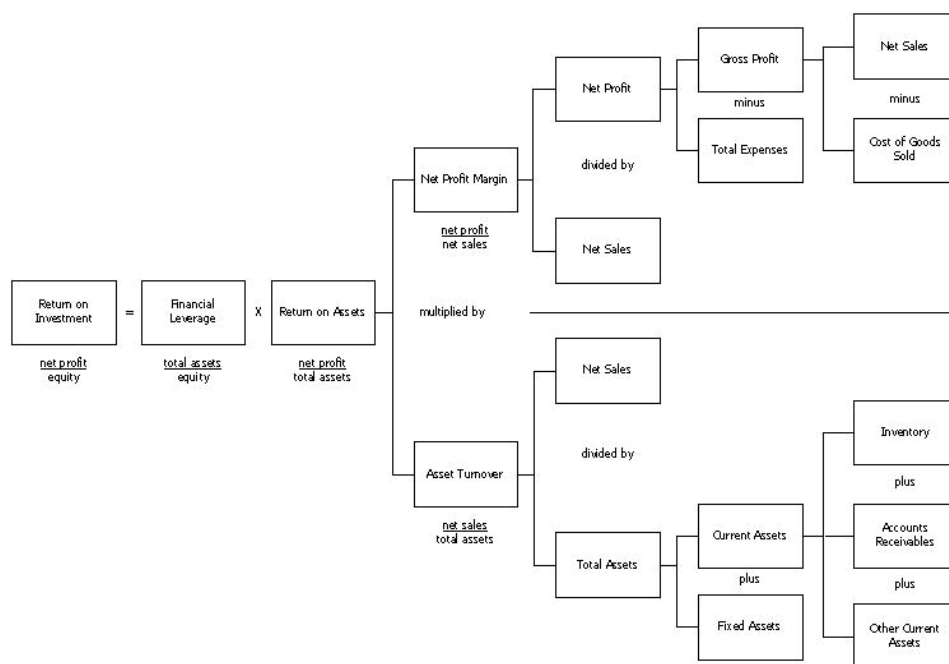 Net Sales
Gross Profit
Net Profit
minus
minus
Total Expenses
Cost of Goods
Sold
divided by
Net Profit Margin
net profit
net sales
Net Sales
Return on
Investment
=
Financial
Leverage
X
Return on Assets
multiplied by
net profit
equity
total assets
equity
net profit
total assets
Net Sales
Inventory
divided by
Asset Turnover
plus
net sales
total assets
Accounts
Receivables
Current Assets
Total Assets
plus
plus
Fixed Assets
Other Current
Assets